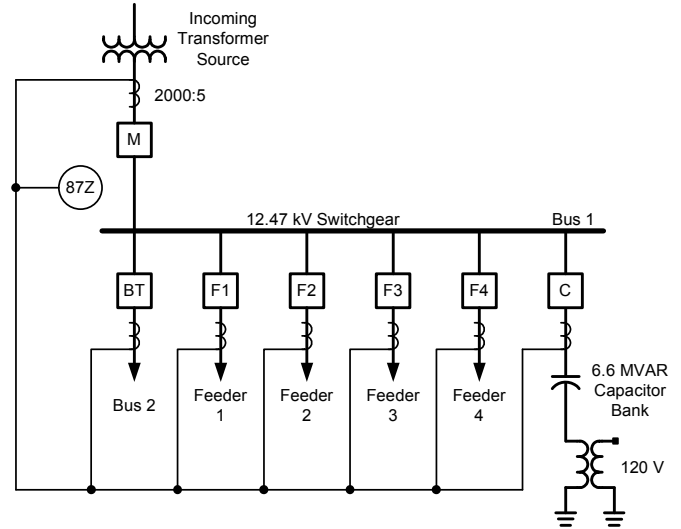 Incoming
Transformer
Source
2000:5
M
87Z
12.47 kV Switchgear
Bus 1
BT
F1
F2
F3
F4
C
6.6 MVAR
Capacitor
Bank
Bus 2
Feeder
1
Feeder
2
Feeder
3
Feeder
4
120 V